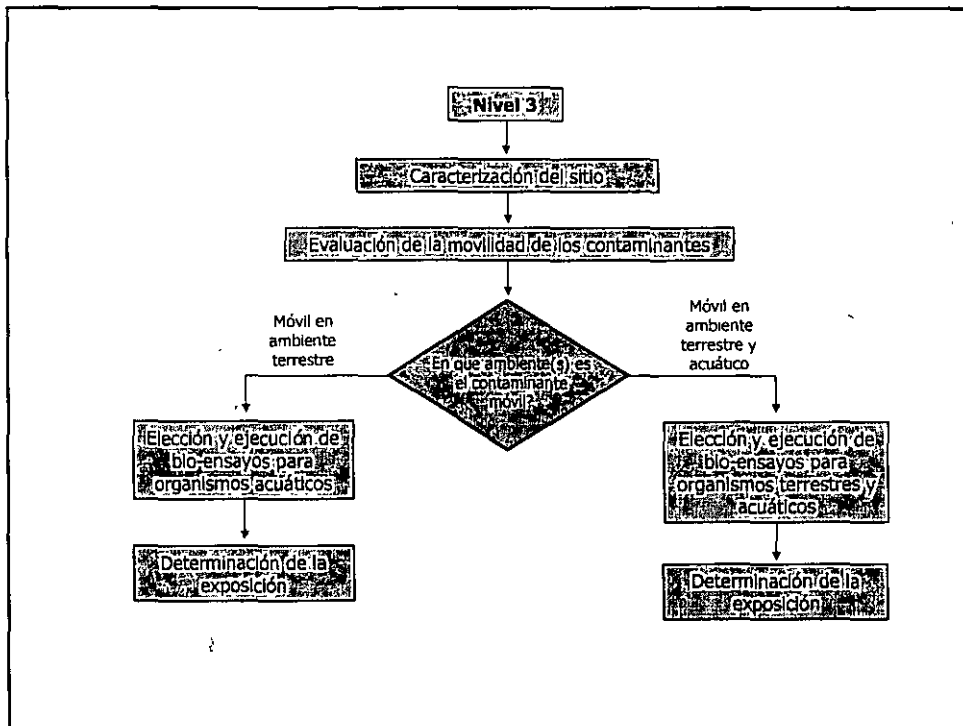 Nivel 3
Caracterización del sitio
Evaluación de la movilidad de los contaminantes
Móvil en
ambiente
terrestre
En que ambiente(s) es
el contaminante
móvil?
Móvil en
ambiente
terrestre y
acuático
Elección y ejecución de
bio-ensayos para
organismos acuáticos
Elección y ejecución de
bio-ensayos para
organismos terrestres y
acuáticos
Determinación de la
exposición
Determinación de la
exposición